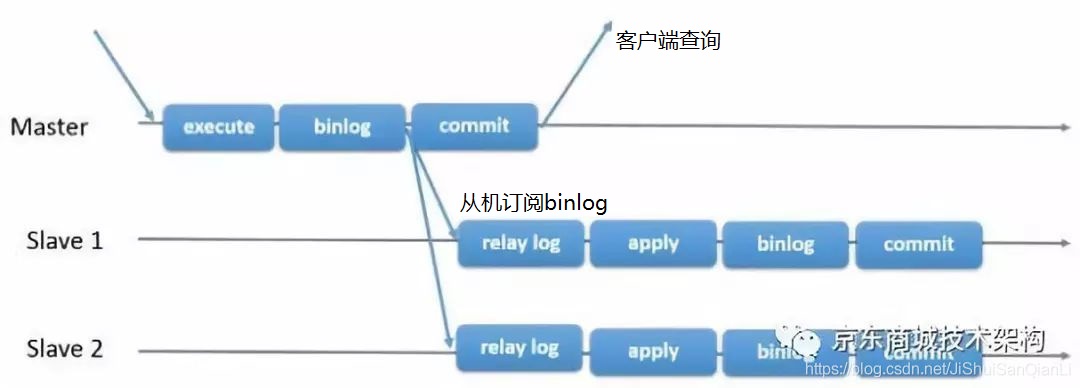 客户端查询
Master
execute
binlog
commit
从机订阅binlog
Slave 1
relay log
apply
binlog
commit
Slave 2
relay log
apply
binlog
commit
京东商城技术架构
https://blog.csdn.net/JiShuiSanQianLi